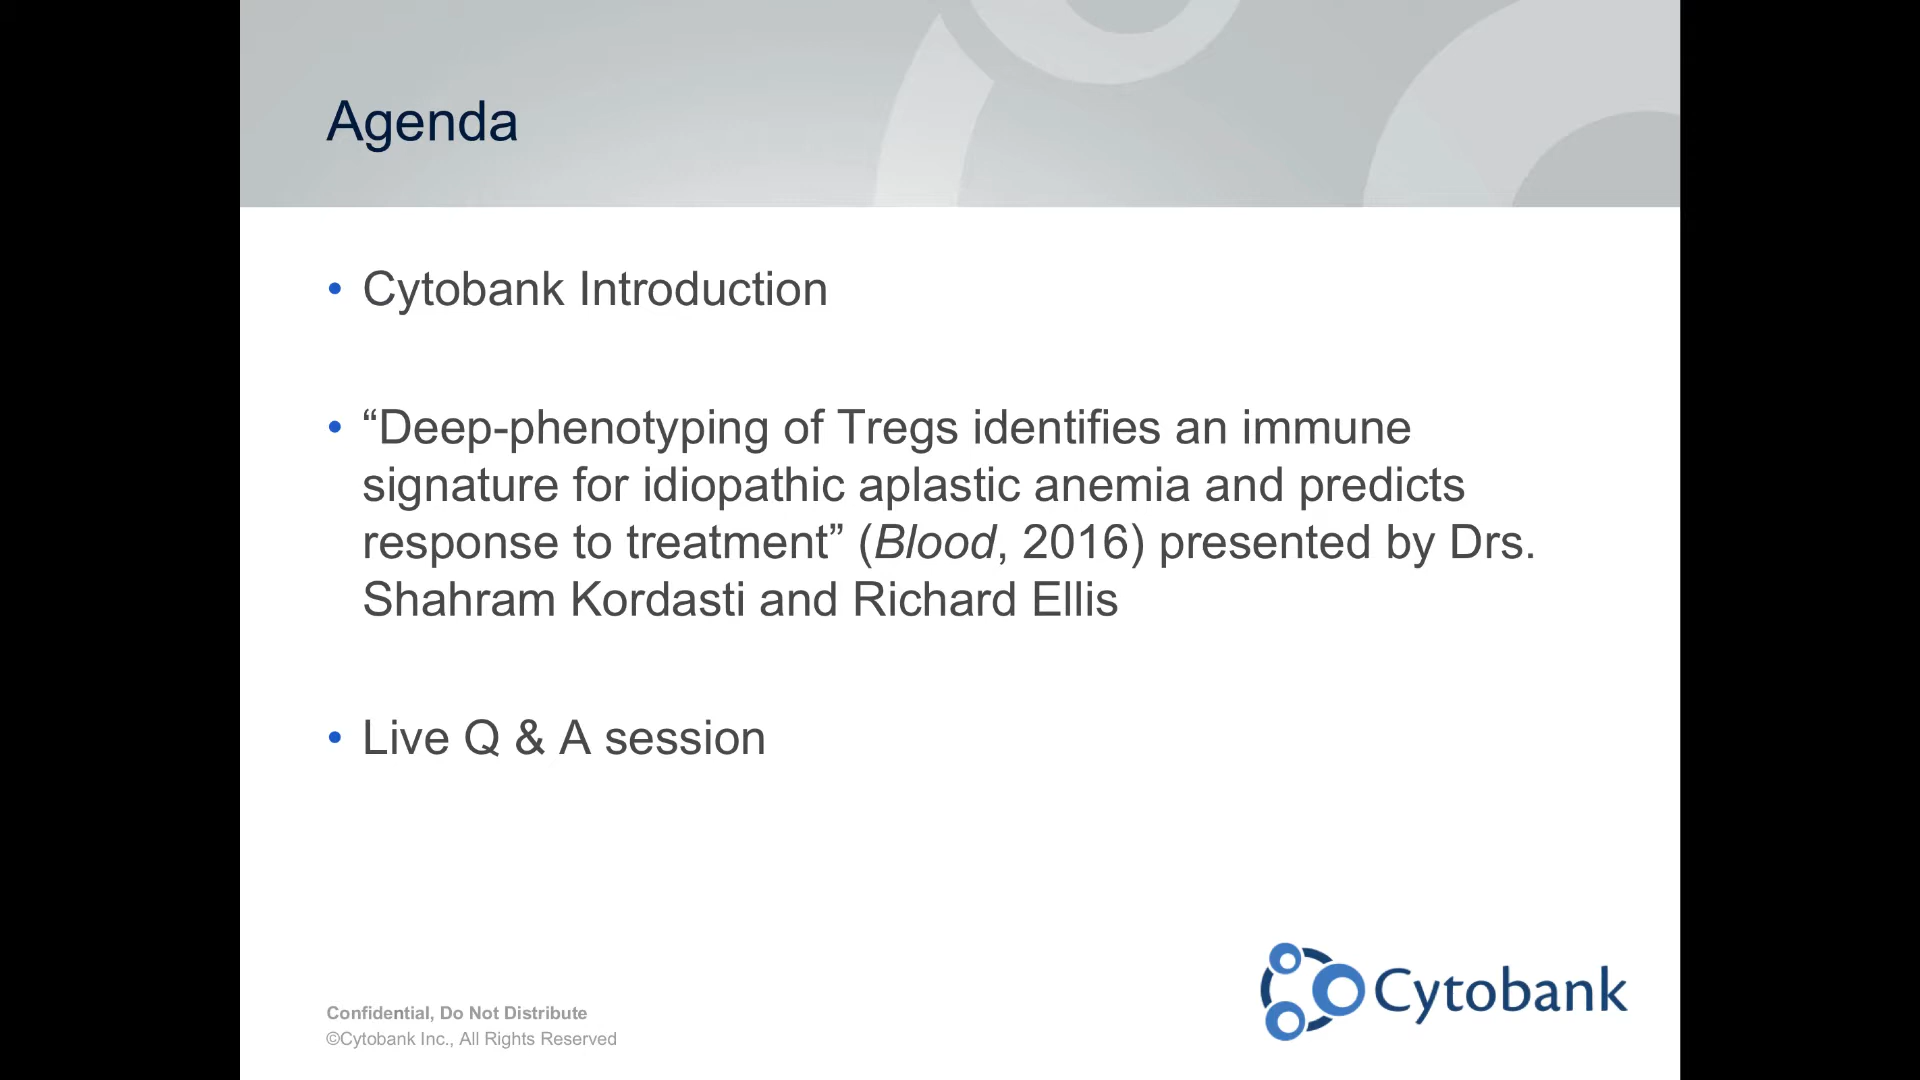 Agenda
• Cytobank Introduction
• “Deep-phenotyping of Tregs identifies an immune
signature for idiopathic aplastic anemia and predicts
response to treatment” (Blood, 2016) presented by Drs.
Shahram Kordasti and Richard Ellis
• Live Q & A session
Confidential, Do Not Distribute
©Cytobank Inc., All Rights Reserved
Cytobank